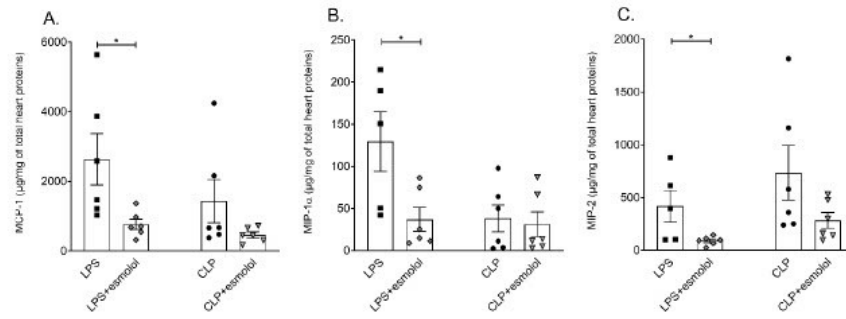 A.
MCP-1 (µg/mg of total heart proteins)
6000
4000
2000
0
*
LPS
LPS+esmolol
CLP
CLP+esmolol
B.
MIP-1α (µg/mg of total heart proteins)
250
200
150
100
50
0
*
LPS
LPS+esmolol
CLP
CLP+esmolol
C.
MIP-2 (µg/mg of total heart proteins)
2000
1500
1000
500
0
*
LPS
LPS+esmolol
CLP
CLP+esmolol